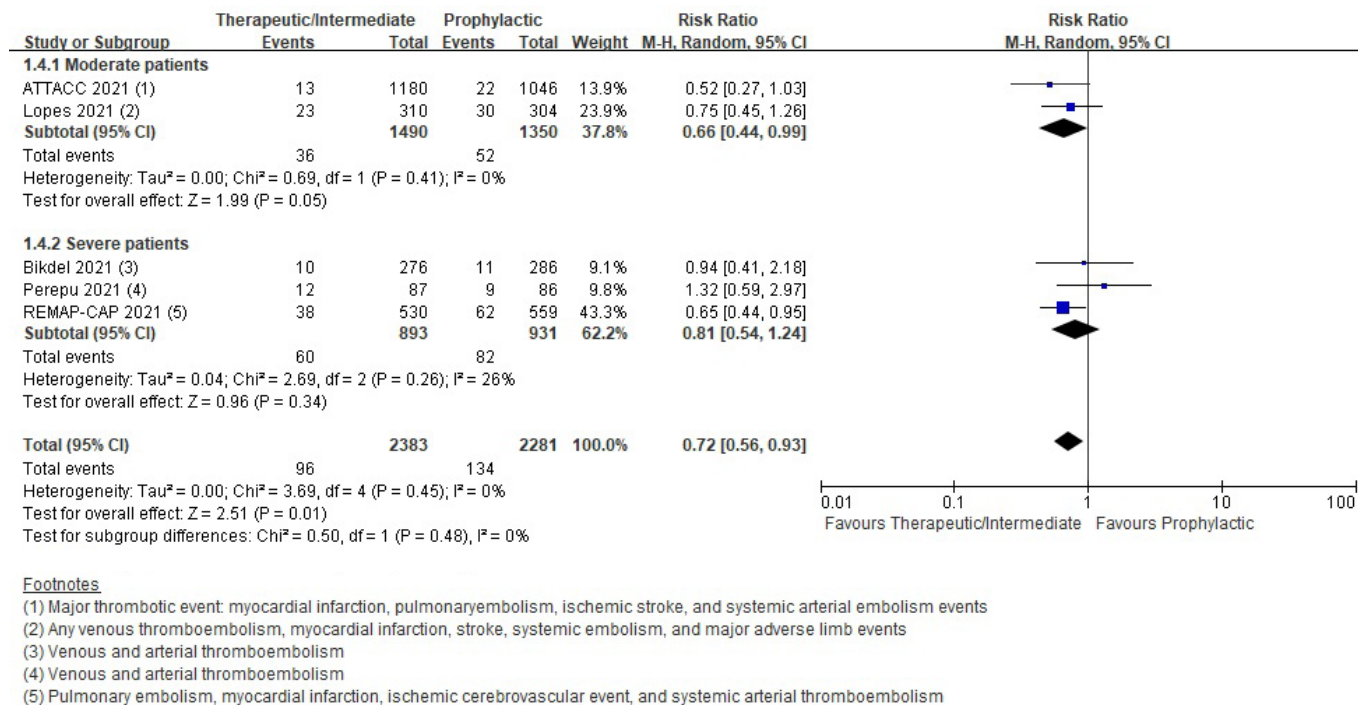 Therapeutic/Intermediate Prophylactic Risk Ratio Risk Ratio
Study or Subgroup Events Total Events Total Weight M-H, Random, 95% CI M-H, Random, 95% CI
1.4.1 Moderate patients
ATTACC 2021 (1) 13 1180 22 1046 13.9% 0.52 [0.27, 1.03]
Lopes 2021 (2) 23 310 30 304 23.9% 0.75 [0.45, 1.26]
Subtotal (95% CI) 1490 1350 37.8% 0.66 [0.44, 0.99]
Total events 36 52
Heterogeneity: Tau² = 0.00; Chi² = 0.69, df = 1 (P = 0.41); I² = 0%
Test for overall effect: Z = 1.99 (P = 0.05)
1.4.2 Severe patients
Bikdel 2021 (3) 10 276 11 286 9.1% 0.94 [0.41, 2.18]
Perepu 2021 (4) 12 87 9 86 9.8% 1.32 [0.59, 2.97]
REMAP-CAP 2021 (5) 38 530 62 559 43.3% 0.65 [0.44, 0.95]
Subtotal (95% CI) 893 931 62.2% 0.81 [0.54, 1.24]
Total events 60 82
Heterogeneity: Tau² = 0.04; Chi² = 2.69, df = 2 (P = 0.26); I² = 26%
Test for overall effect: Z = 0.96 (P = 0.34)
Total (95% CI) 2383 2281 100.0% 0.72 [0.56, 0.93]
Total events 96 134
Heterogeneity: Tau² = 0.00; Chi² = 3.69, df = 4 (P = 0.45); I² = 0%
Test for overall effect: Z = 2.51 (P = 0.01)
Test for subgroup differences: Chi² = 0.50, df = 1 (P = 0.48), I² = 0%
0.01 0.1 1 10 100
Favours Therapeutic/Intermediate Favours Prophylactic
Footnotes
(1) Major thrombotic event: myocardial infarction, pulmonaryembolism, ischemic stroke, and systemic arterial embolism events
(2) Any venous thromboembolism, myocardial infarction, stroke, systemic embolism, and major adverse limb events
(3) Venous and arterial thromboembolism
(4) Venous and arterial thromboembolism
(5) Pulmonary embolism, myocardial infarction, ischemic cerebrovascular event, and systemic arterial thromboembolism